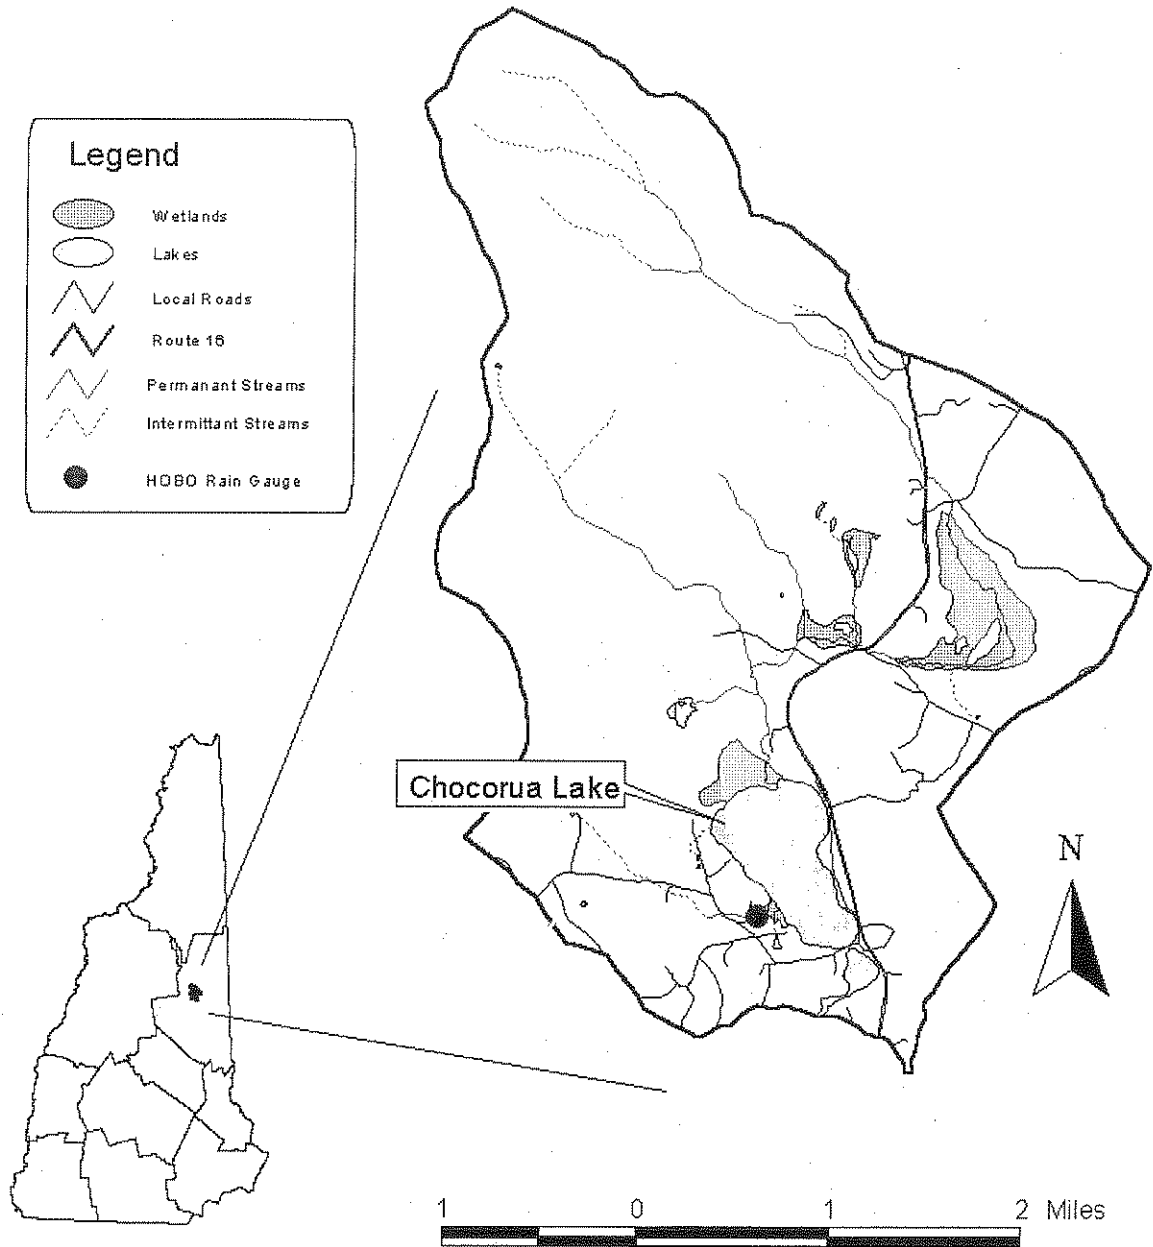 Legend
Wetlands
Lakes
Local Roads
Route 16
Permanant Streams
Intermittant Streams
HOBO Rain Gauge
Chocorua Lake
N
1 0 1 2 Miles